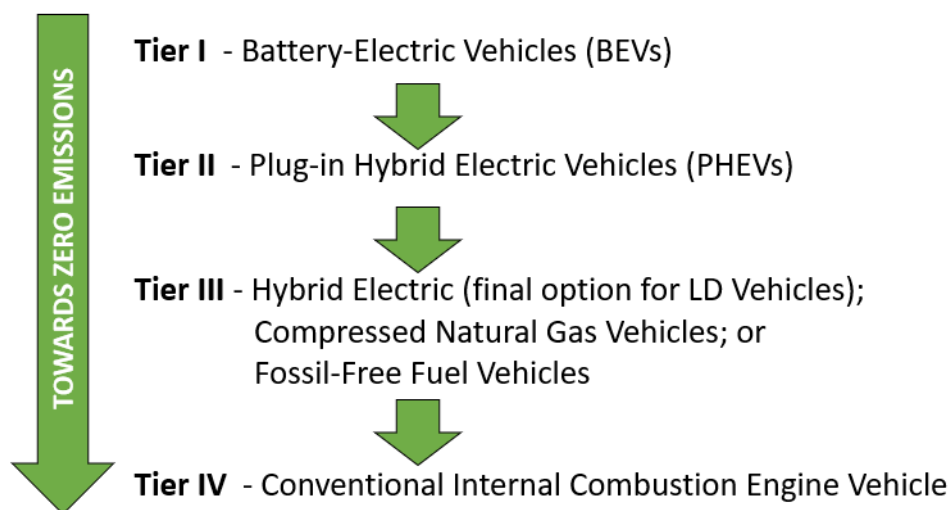 TOWARDS ZERO EMISSIONS
Tier I - Battery-Electric Vehicles (BEVs)
Tier II - Plug-in Hybrid Electric Vehicles (PHEVs)
Tier III - Hybrid Electric (final option for LD Vehicles);
Compressed Natural Gas Vehicles; or
Fossil-Free Fuel Vehicles
Tier IV - Conventional Internal Combustion Engine Vehicle